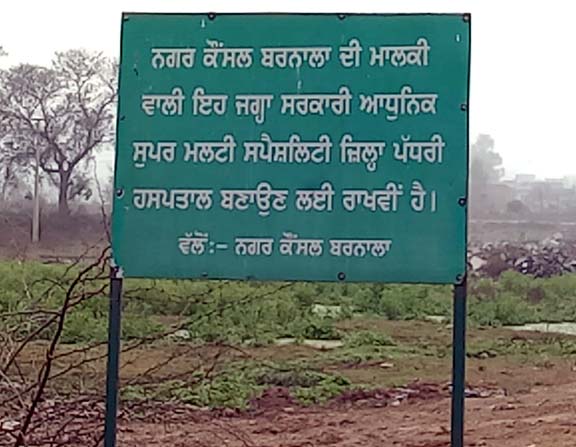 ਨਗਰ ਕੌਂਸਲ ਬਰਨਾਲਾ ਦੀ ਮਾਲਕੀ
ਵਾਲੀ ਇਹ ਜਗ੍ਹਾ ਸਰਕਾਰੀ ਆਧੁਨਿਕ
ਸੁਪਰ ਮਲਟੀ ਸਪੈਸ਼ਲਿਟੀ ਜ਼ਿਲ੍ਹਾ ਪੱਧਰੀ
ਹਸਪਤਾਲ ਬਣਾਉਣ ਲਈ ਰਾਖਵੀਂ ਹੈ।
ਵੱਲੋਂ :– ਨਗਰ ਕੌਂਸਲ ਬਰਨਾਲਾ